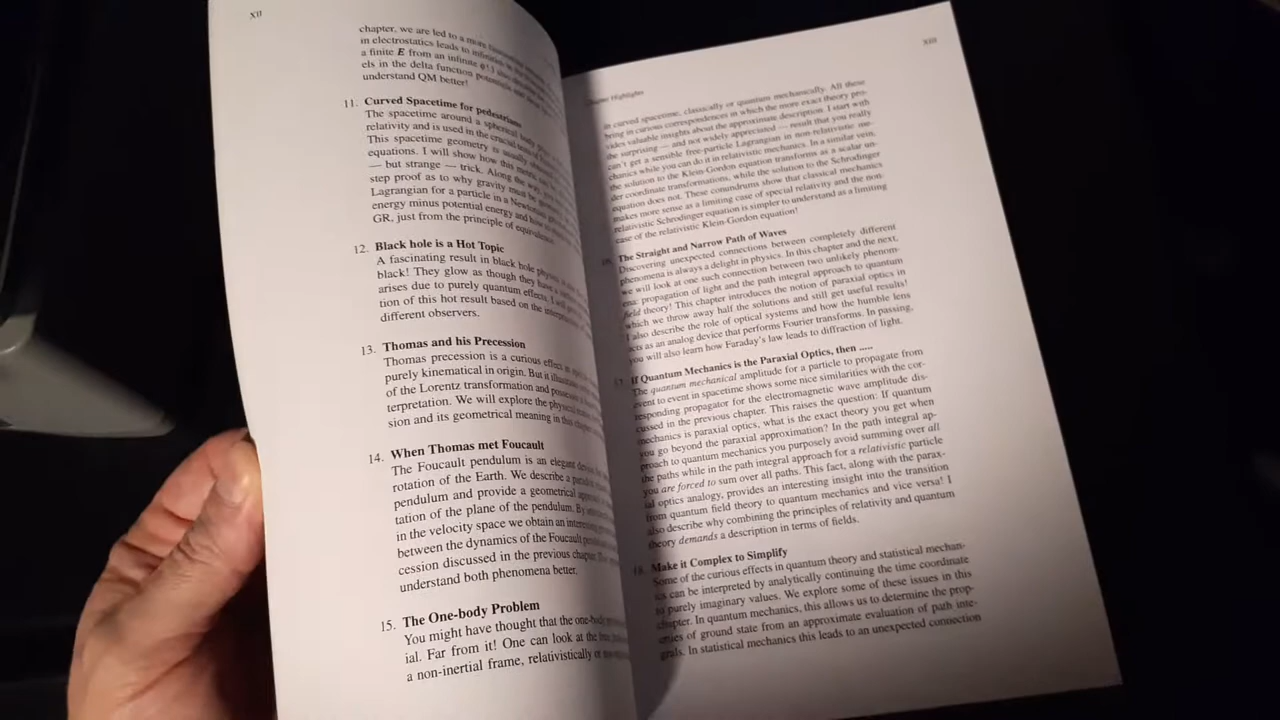 XII
chapter, we are led to a more
in electrostatics leads to
a finite E from an infinite
els in the delta function
understand QM better!
11. Curved Spacetime for pedestrians
The spacetime around a spherical
relativity and is used in the crucial
This spacetime geometry is usually
equations. I will show how this
— but strange — trick. Along the way,
step proof as to why gravity must be
Lagrangian for a particle in a Newtonian
energy minus potential energy and how
GR, just from the principle of
12. Black hole is a Hot Topic
A fascinating result in black hole
black! They glow as though they have a
arises due to purely quantum effects. I
tion of this hot result based on the
different observers.
13. Thomas and his Precession
Thomas precession is a curious effect
purely kinematical in origin. But it
of the Lorentz transformation and
terpretation. We will explore the
sion and its geometrical meaning in this
14. When Thomas met Foucault
The Foucault pendulum is an elegant
rotation of the Earth. We describe a
pendulum and provide a geometrical
tation of the plane of the pendulum. By
in the velocity space we obtain an
between the dynamics of the Foucault
cession discussed in the previous
understand both phenomena better.
15. The One-body Problem
You might have thought that the one-body
ial. Far from it! One can look at the
a non-inertial frame, relativistically or
Chapter Highlights
XIII
in curved spacetime, classically or quantum mechanically. All these
bring in curious correspondences in which the more exact theory pro-
vides valuable insights about the approximate description. I start with
the surprising — and not widely appreciated — result that you really
can't get a sensible free-particle Lagrangian in non-relativistic me-
chanics while you can do it in relativistic mechanics. In a similar vein,
the solution to the Klein-Gordon equation transforms as a scalar un-
der coordinate transformations, while the solution to the Schrodinger
equation does not. These conundrums show that classical mechanics
makes more sense as a limiting case of special relativity and the non-
relativistic Schrodinger equation is simpler to understand as a limiting
case of the relativistic Klein-Gordon equation!
The Straight and Narrow Path of Waves
Discovering unexpected connections between completely different
phenomena is always a delight in physics. In this chapter and the next,
we will look at one such connection between two unlikely phenom-
ena: propagation of light and the path integral approach to quantum
field theory! This chapter introduces the notion of paraxial optics in
which we throw away half the solutions and still get useful results!
I also describe the role of optical systems and how the humble lens
acts as an analog device that performs Fourier transforms. In passing,
you will also learn how Faraday's law leads to diffraction of light.
If Quantum Mechanics is the Paraxial Optics, then .....
The quantum mechanical amplitude for a particle to propagate from
event to event in spacetime shows some nice similarities with the cor-
responding propagator for the electromagnetic wave amplitude dis-
cussed in the previous chapter. This raises the question: If quantum
mechanics is paraxial optics, what is the exact theory you get when
you go beyond the paraxial approximation? In the path integral ap-
proach to quantum mechanics you purposely avoid summing over all
the paths while in the path integral approach for a relativistic particle
you are forced to sum over all paths. This fact, along with the parax-
ial optics analogy, provides an interesting insight into the transition
from quantum field theory to quantum mechanics and vice versa! I
also describe why combining the principles of relativity and quantum
theory demands a description in terms of fields.
18. Make it Complex to Simplify
Some of the curious effects in quantum theory and statistical mechan-
ics can be interpreted by analytically continuing the time coordinate
to purely imaginary values. We explore some of these issues in this
chapter. In quantum mechanics, this allows us to determine the prop-
erties of ground state from an approximate evaluation of path inte-
grals. In statistical mechanics this leads to an unexpected connection